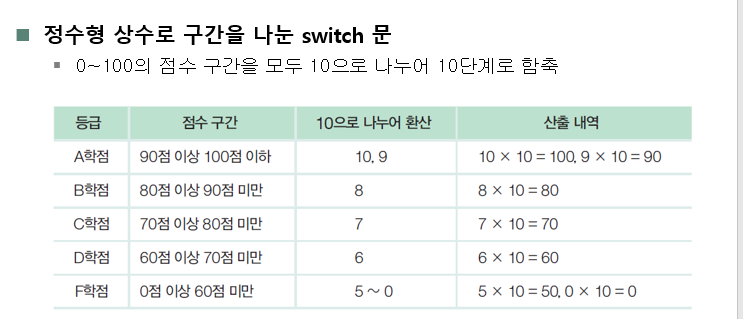 정수형 상수로 구간을 나눈 switch 문
0~100의 점수 구간을 모두 10으로 나누어 10단계로 함축
등급 점수 구간 10으로 나누어 환산 산출 내역
A학점 90점 이상 100점 이하 10, 9 10 × 10 = 100, 9 × 10 = 90
B학점 80점 이상 90점 미만 8 8 × 10 = 80
C학점 70점 이상 80점 미만 7 7 × 10 = 70
D학점 60점 이상 70점 미만 6 6 × 10 = 60
F학점 0점 이상 60점 미만 5 ~ 0 5 × 10 = 50, 0 × 10 = 0